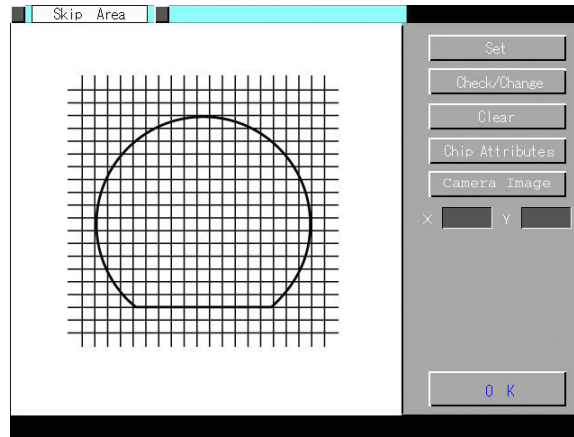 Skip Area
Set
Check/Change
Clear
Chip Attributes
Camera Image
X Y
O K